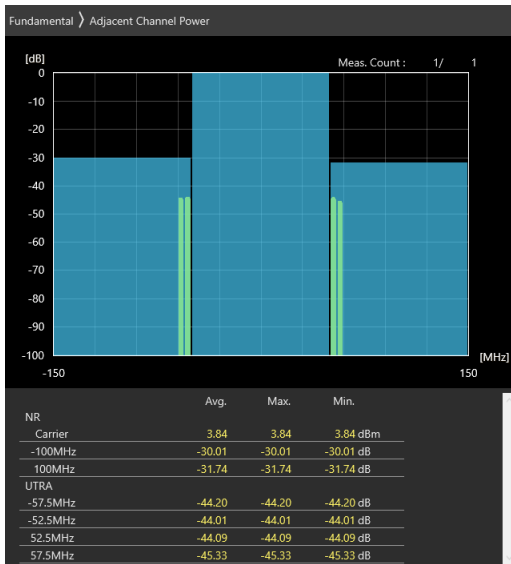 Fundamental 〉 Adjacent Channel Power
[dB]
Meas. Count : 1/ 1
0
-10
-20
-30
-40
-50
-60
-70
-80
-90
-100
[MHz]
-150 150
Avg. Max. Min.
NR
Carrier 3.84 3.84 3.84 dBm
-100MHz -30.01 -30.01 -30.01 dB
100MHz -31.74 -31.74 -31.74 dB
UTRA
-57.5MHz -44.20 -44.20 -44.20 dB
-52.5MHz -44.01 -44.01 -44.01 dB
52.5MHz -44.09 -44.09 -44.09 dB
57.5MHz -45.33 -45.33 -45.33 dB